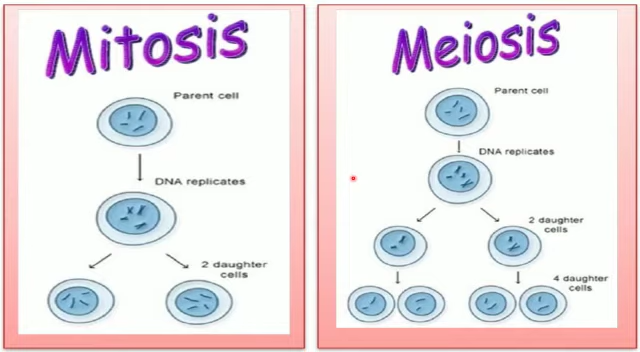 Mitosis
Parent cell
DNA replicates
2 daughter
cells
Meiosis
Parent cell
DNA replicates
2 daughter
cells
4 daughter
cells